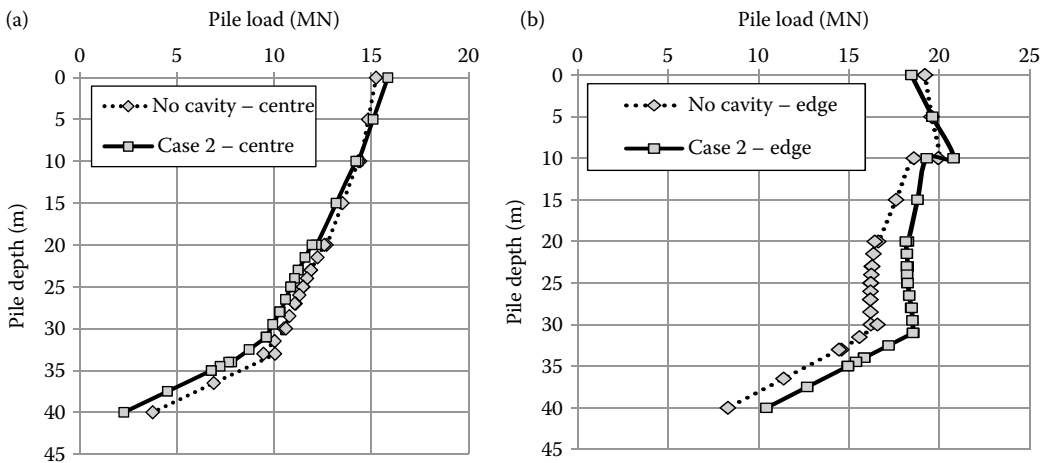 (a)
Pile load (MN)
0 5 10 15 20
0
5
10
15
20
25
30
35
40
45
Pile depth (m)
No cavity – centre
Case 2 – centre
(b)
Pile load (MN)
0 5 10 15 20 25
0
5
10
15
20
25
30
35
40
45
Pile depth (m)
No cavity – edge
Case 2 – edge